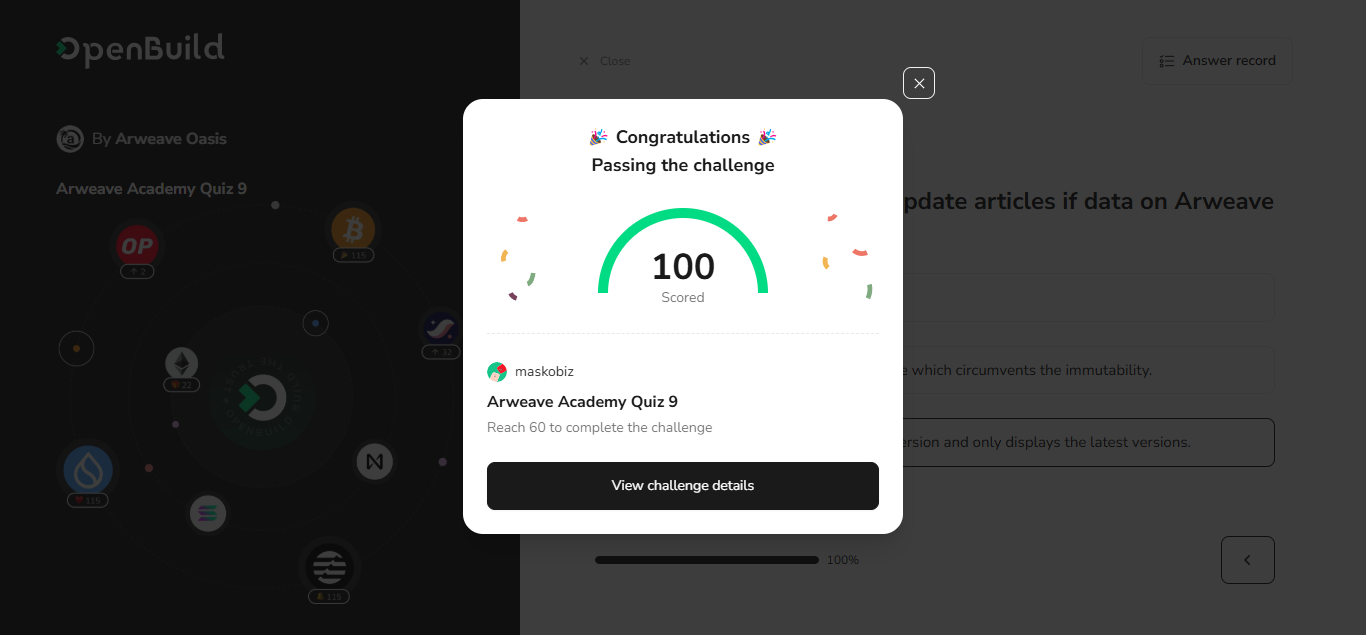 OpenBuild
By Arweave Oasis
Arweave Academy Quiz 9
OP
2
115
32
22
115
115
Close
Answer record
pdate articles if data on Arweave
e which circumvents the immutability.
ersion and only displays the latest versions.
100%
Congratulations
Passing the challenge
100
Scored
maskobiz
Arweave Academy Quiz 9
Reach 60 to complete the challenge
View challenge details